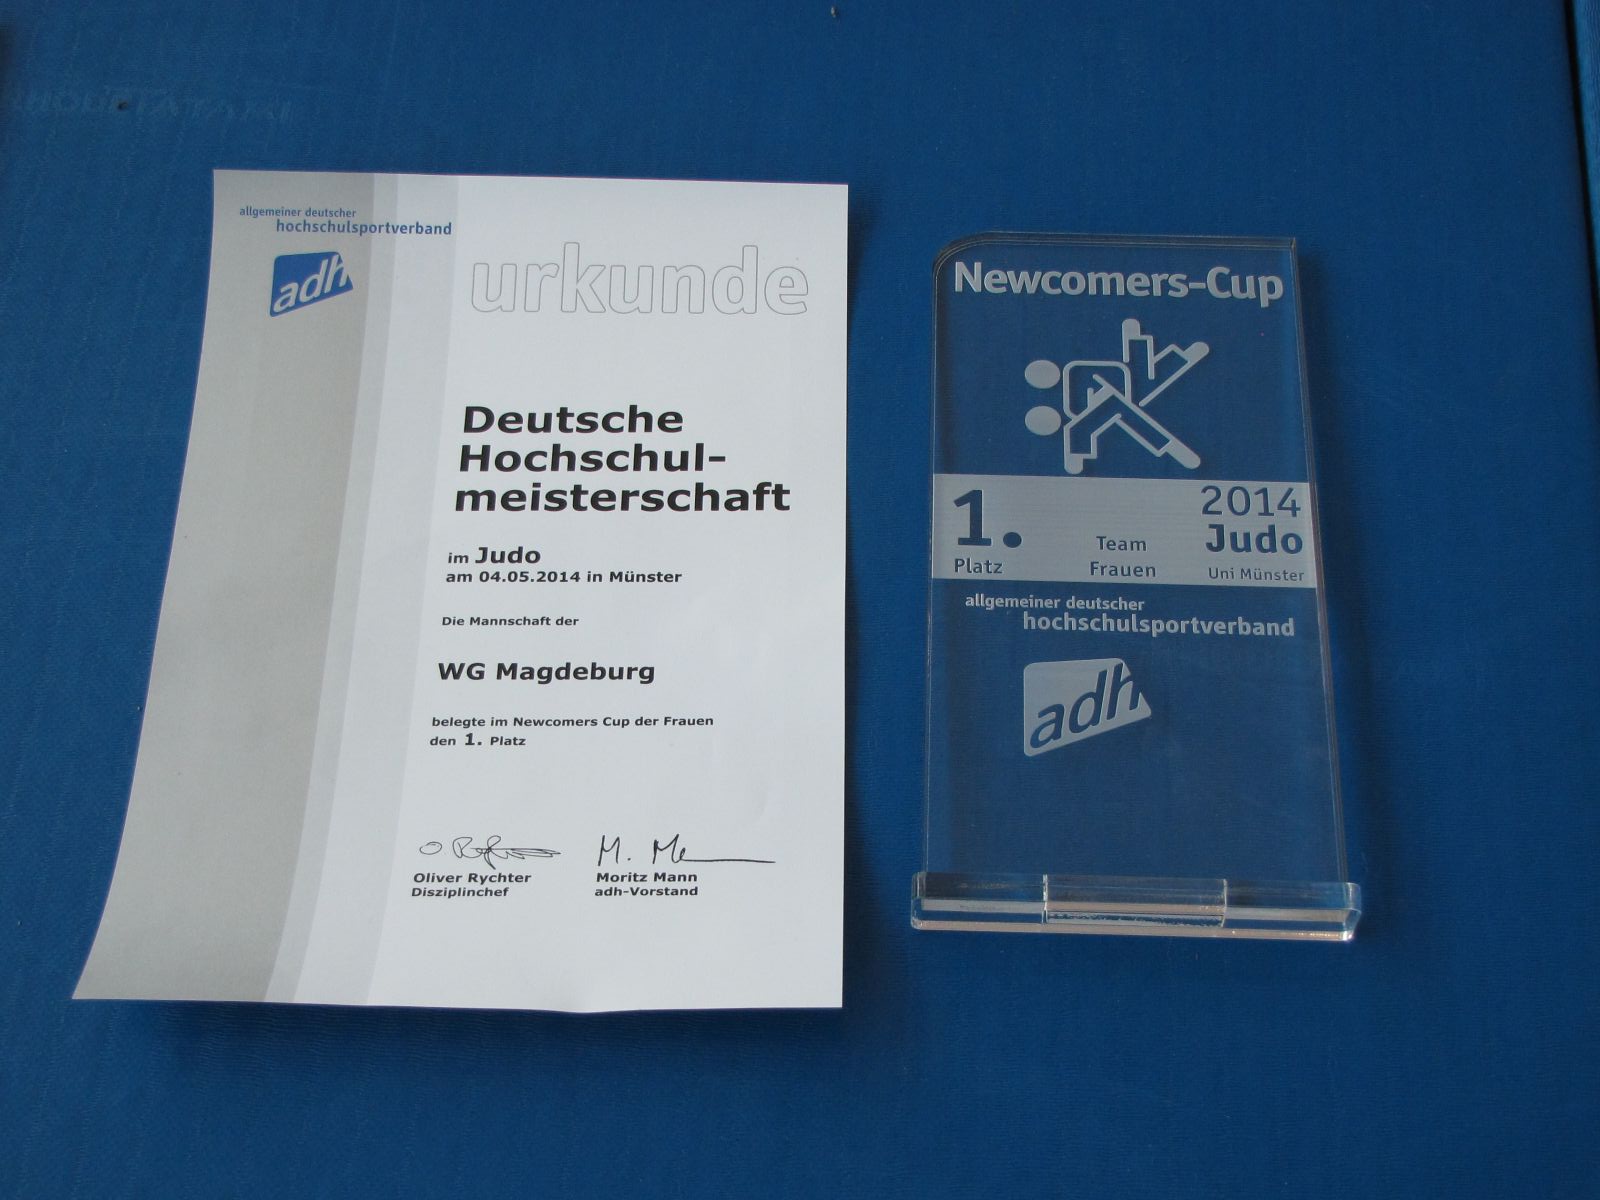 allgemeiner deutscher
hochschulsportverband
adh
urkunde
Deutsche
Hochschul-
meisterschaft
im Judo
am 04.05.2014 in Münster
Die Mannschaft der
WG Magdeburg
belegte im Newcomers Cup der Frauen
den 1. Platz
Oliver Rychter
Disziplinchef
M.
Moritz Mann
adh-Vorstand
Newcomers-Cup
1.
Platz
Team
Frauen
2014
Judo
Uni Münster
allgemeiner deutscher
hochschulsportverband
adh